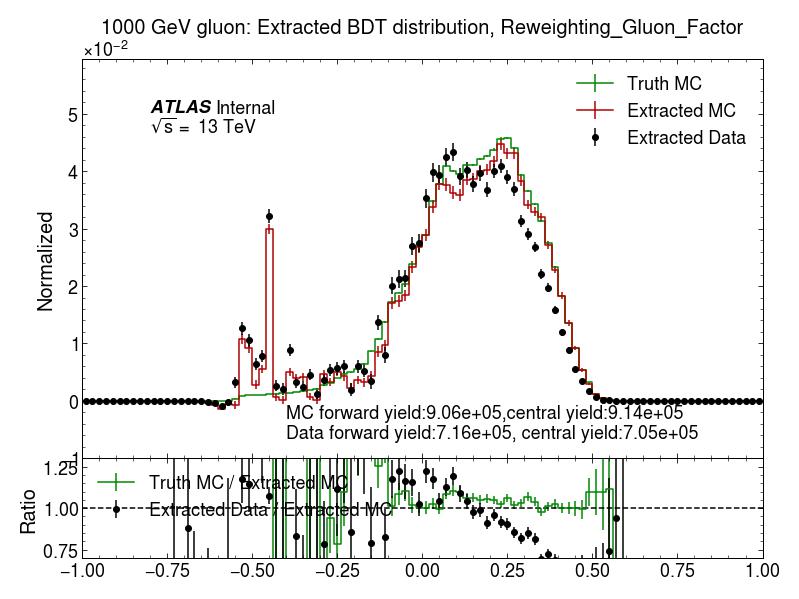 1000 GeV gluon: Extracted BDT distribution, Reweighting_Gluon_Factor
×10⁻²
ATLAS Internal
√s = 13 TeV
Truth MC
Extracted MC
Extracted Data
Normalized
5
4
3
2
1
0
MC forward yield:9.06e+05,central yield:9.14e+05
Data forward yield:7.16e+05, central yield:7.05e+05
Ratio
1
1.25
1.00
0.75
Truth MC / Extracted MC
Extracted Data / Extracted MC
−1.00 −0.75 −0.50 −0.25 0.00 0.25 0.50 0.75 1.00